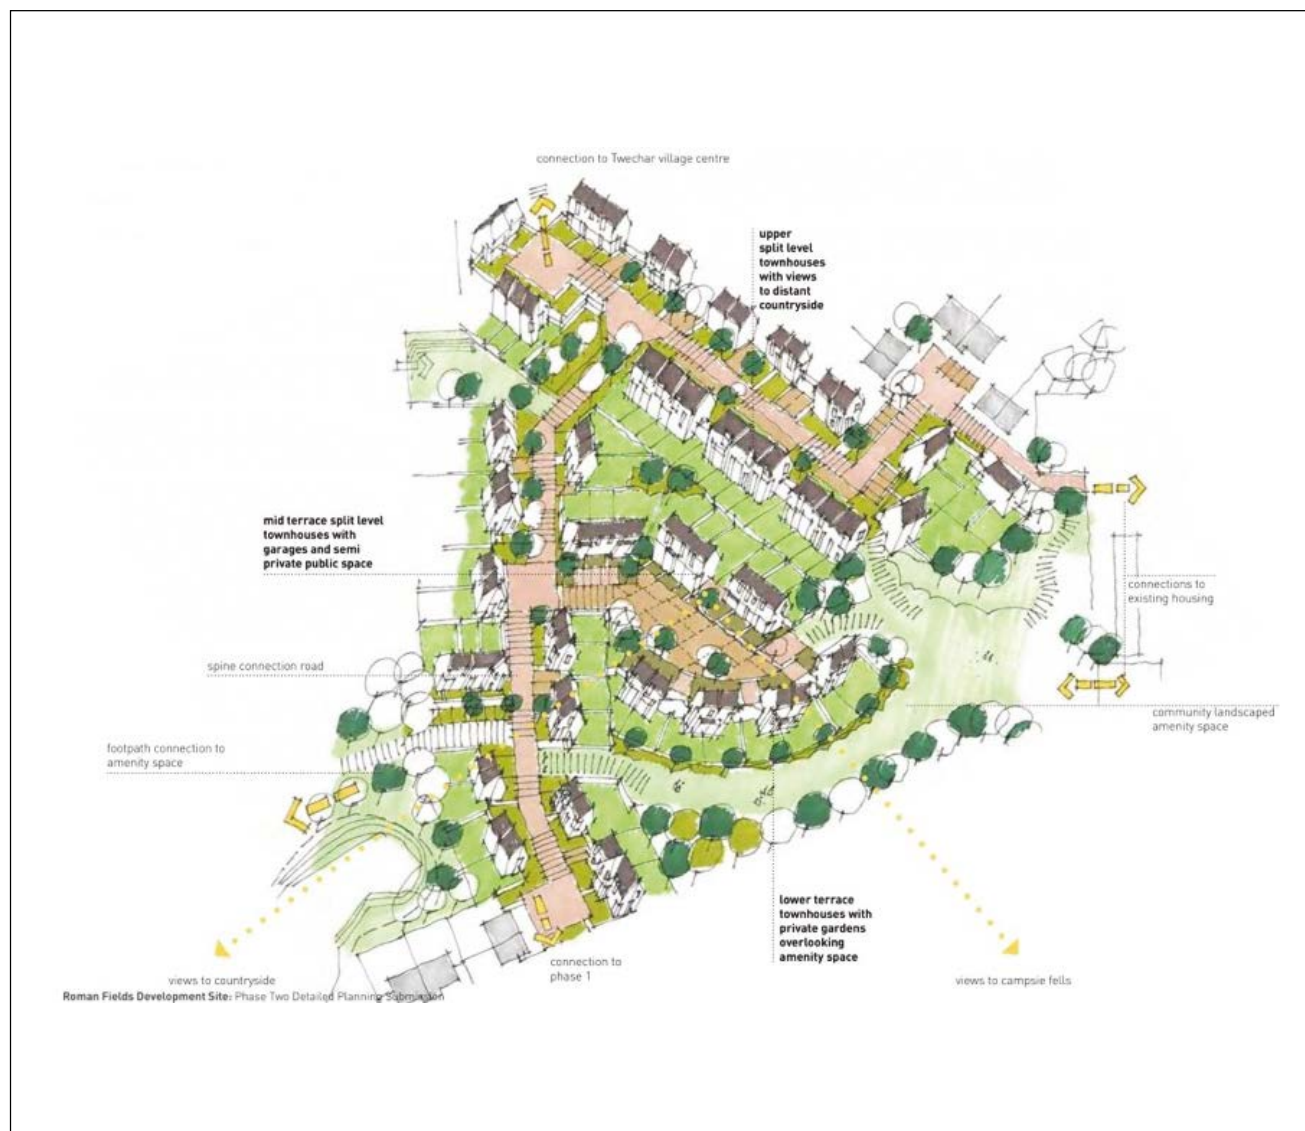 connection to Twechar village centre
upper
split level
townhouses
with views
to distant
countryside
mid terrace split level
townhouses with
garages and semi
private public space
connections to
existing housing
spine connection road
community landscaped
amenity space
footpath connection to
amenity space
lower terrace
townhouses with
private gardens
overlooking
amenity space
connection to
phase 1
views to countryside
views to campsie fells
Roman Fields Development Site: Phase Two Detailed Planning Submission